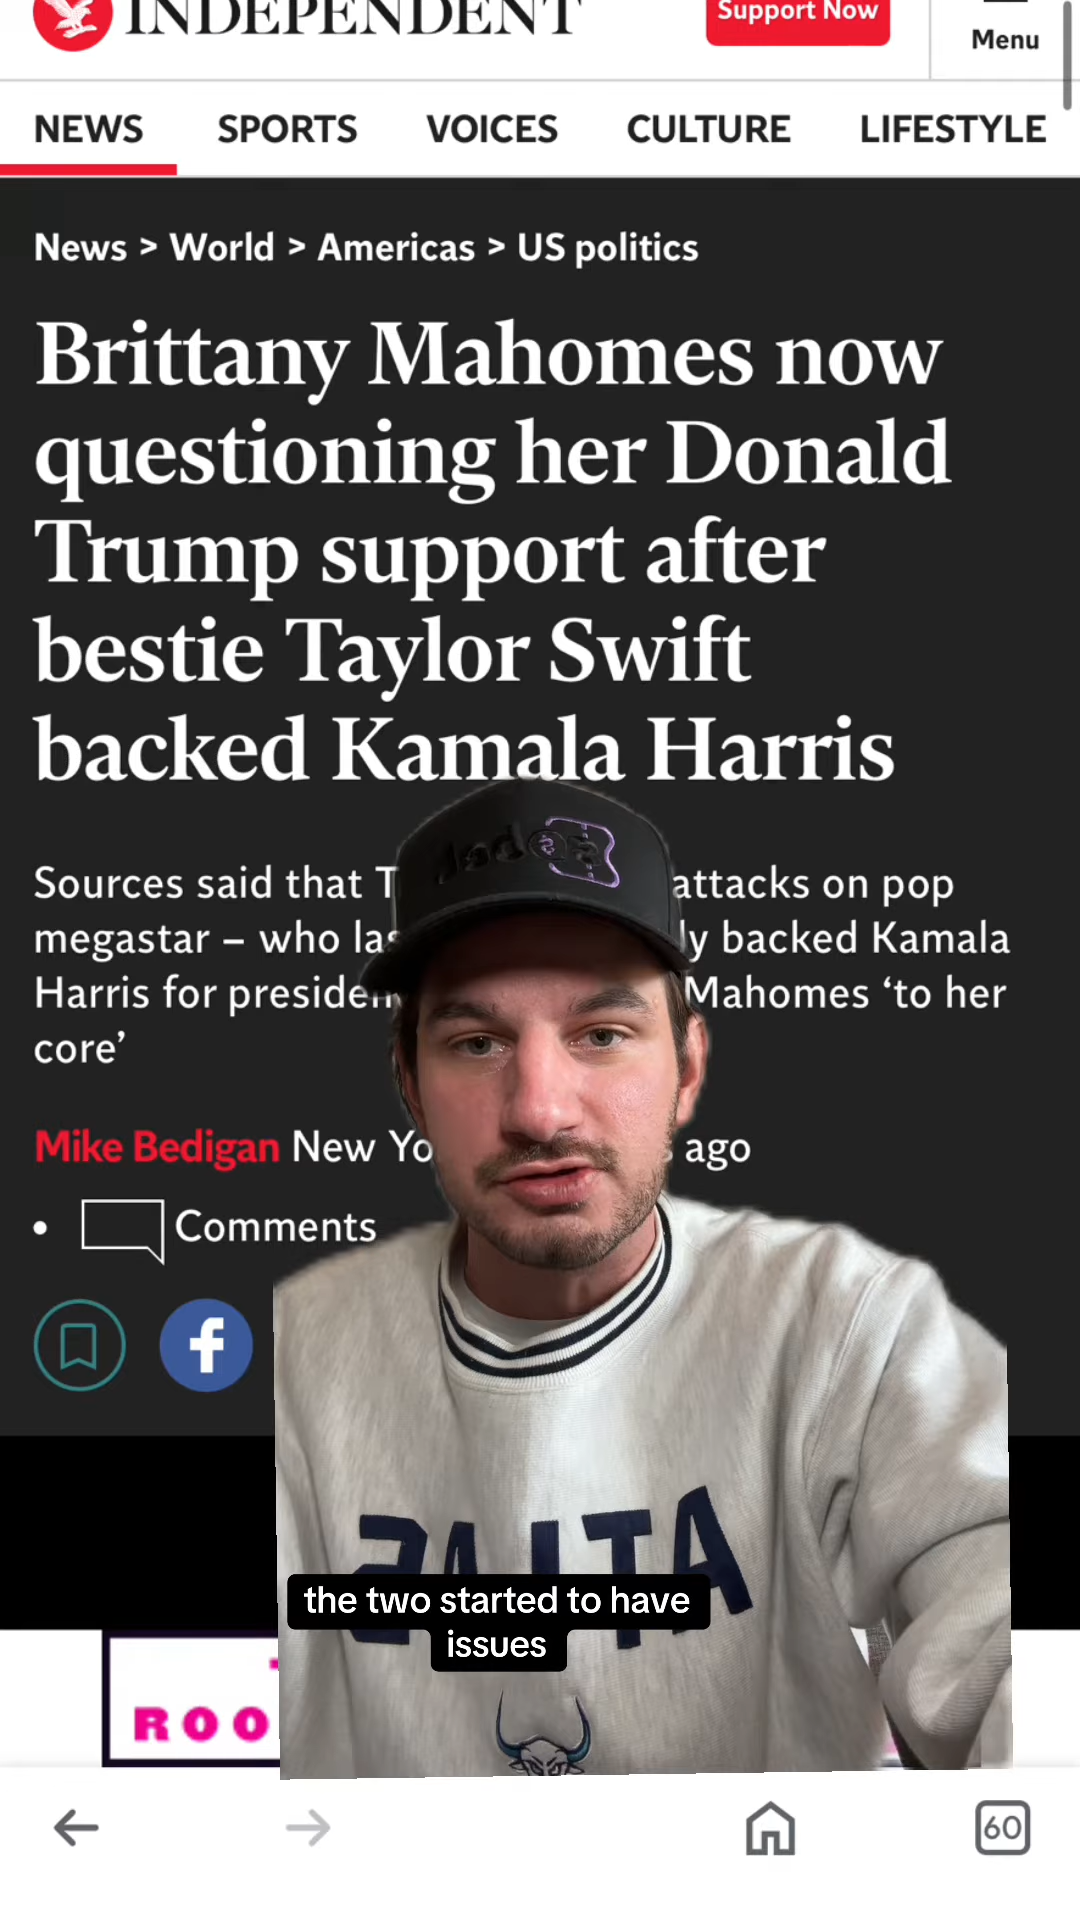 INDEPENDENT
Support Now
Menu
NEWS SPORTS VOICES CULTURE LIFESTYLE
News > World > Americas > US politics
Brittany Mahomes now
questioning her Donald
Trump support after
bestie Taylor Swift
backed Kamala Harris
Sources said that T attacks on pop
megastar – who las ly backed Kamala
Harris for presiden Mahomes ‘to her
core’
Mike Bedigan New Yo ago
• Comments
f
the two started to have
issues
ROO
60